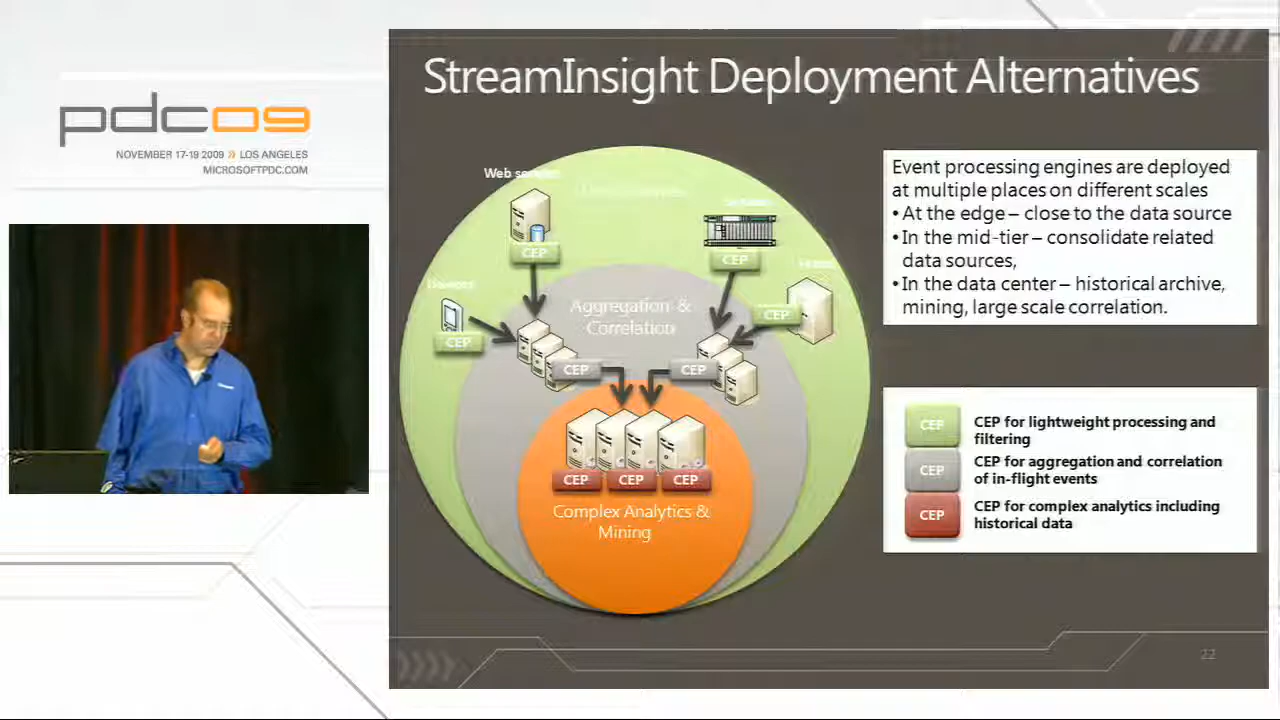 pdc09
NOVEMBER 17-19 2009 » LOS ANGELES
MICROSOFTPDC.COM
StreamInsight Deployment Alternatives
Web servers
Devices
CEP
CEP
CEP
CEP
Aggregation &
Correlation
CEP
CEP
CEP
CEP
CEP
Complex Analytics &
Mining
Event processing engines are deployed
at multiple places on different scales
• At the edge – close to the data source
• In the mid-tier – consolidate related
data sources,
• In the data center – historical archive,
mining, large scale correlation.
CEP
CEP for lightweight processing and
filtering
CEP
CEP for aggregation and correlation
of in-flight events
CEP
CEP for complex analytics including
historical data
22